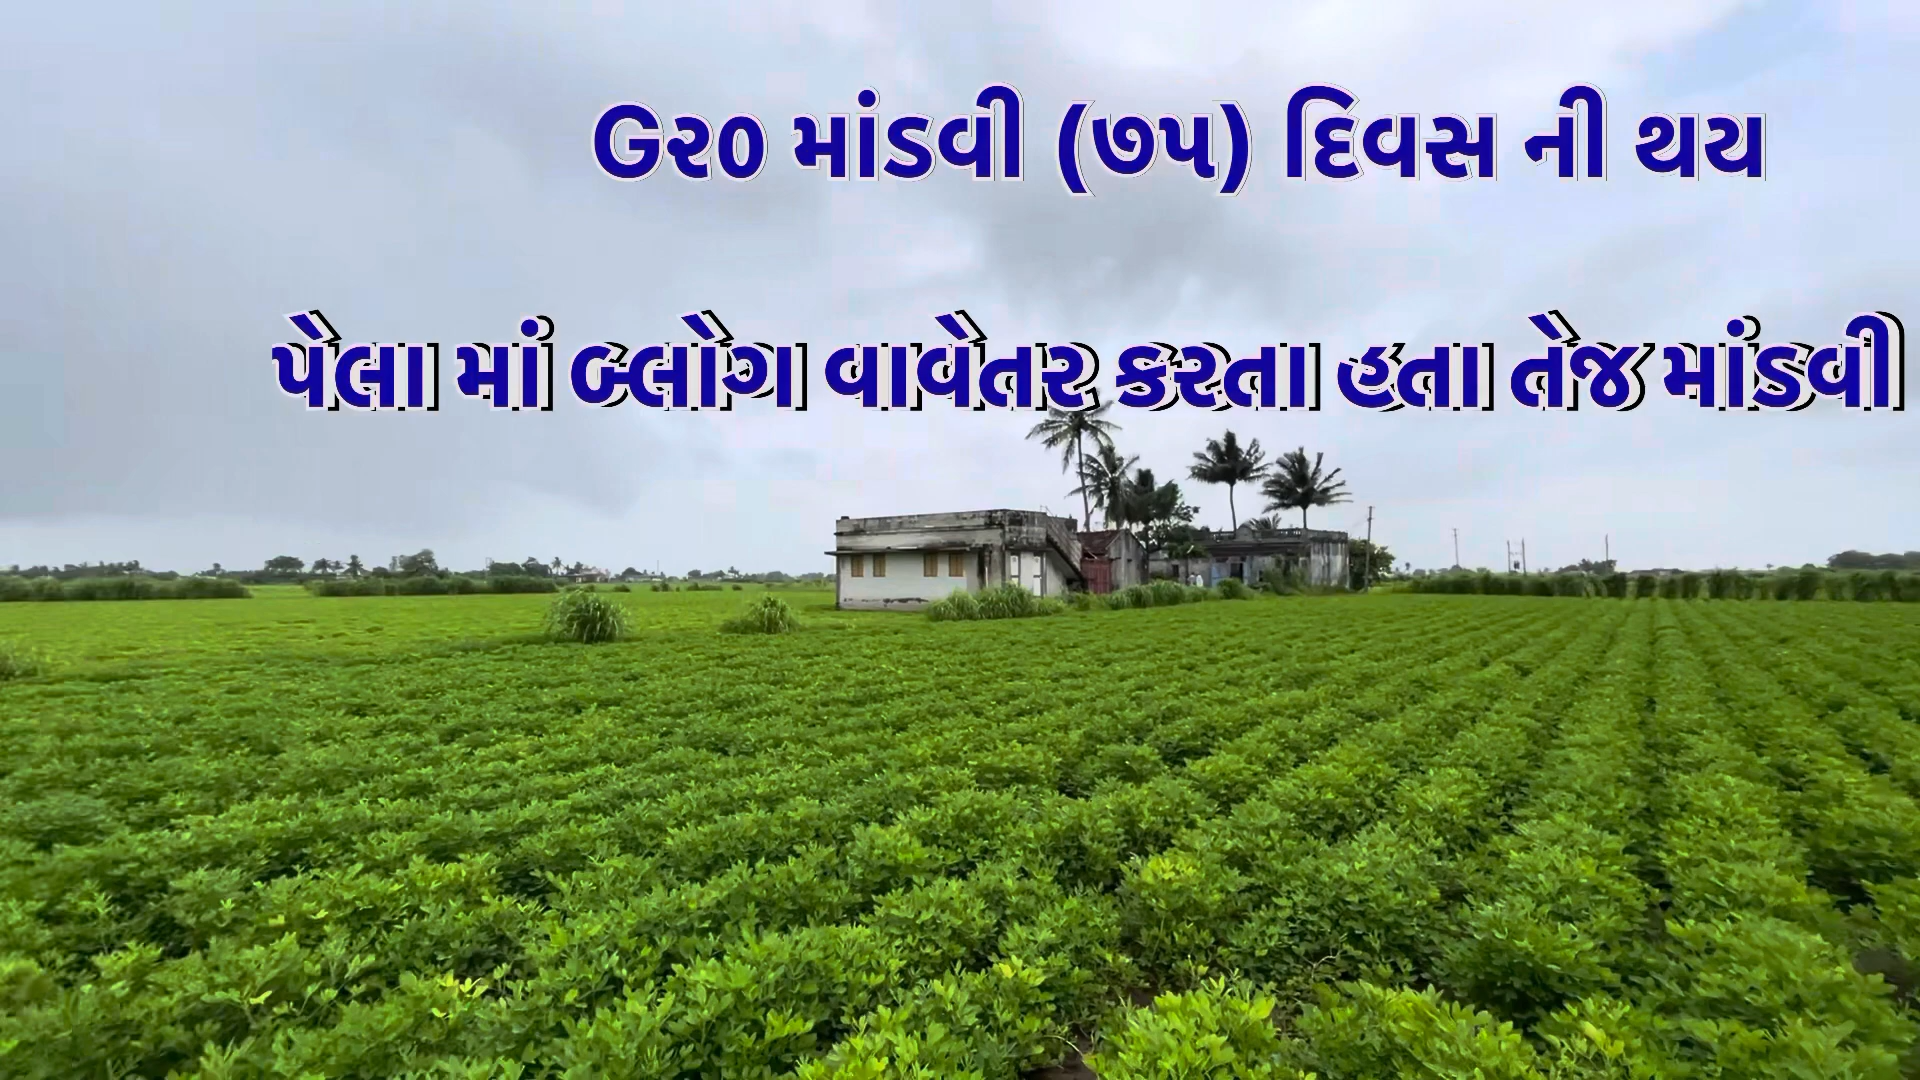 G૨૦ માંડવી (૭૫) દિવસ ની થય
પેલા માં બ્લોગ વાવેતર કરતા હતા તેજ માંડવી